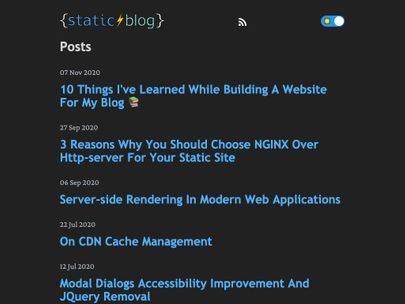 {static⚡blog}
Posts
07 Nov 2020
10 Things I've Learned While Building A Website
For My Blog 📚
27 Sep 2020
3 Reasons Why You Should Choose NGINX Over
Http-server For Your Static Site
06 Sep 2020
Server-side Rendering In Modern Web Applications
22 Jul 2020
On CDN Cache Management
12 Jul 2020
Modal Dialogs Accessibility Improvement And
JQuery Removal